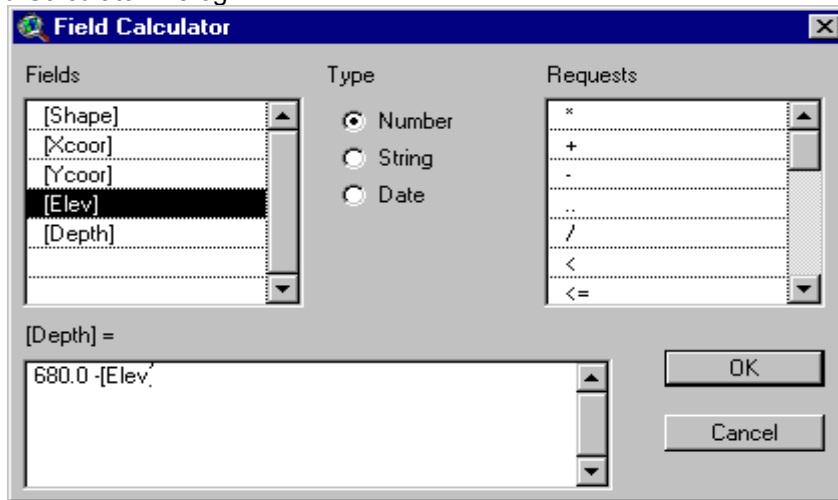 Field Calculator
Fields
Type
Requests
[Shape]
[Xcoor]
[Ycoor]
[Elev]
[Depth]
Number
String
Date
*
+
-
..
/
<
<=
[Depth] =
680.0 -[Elev]
OK
Cancel